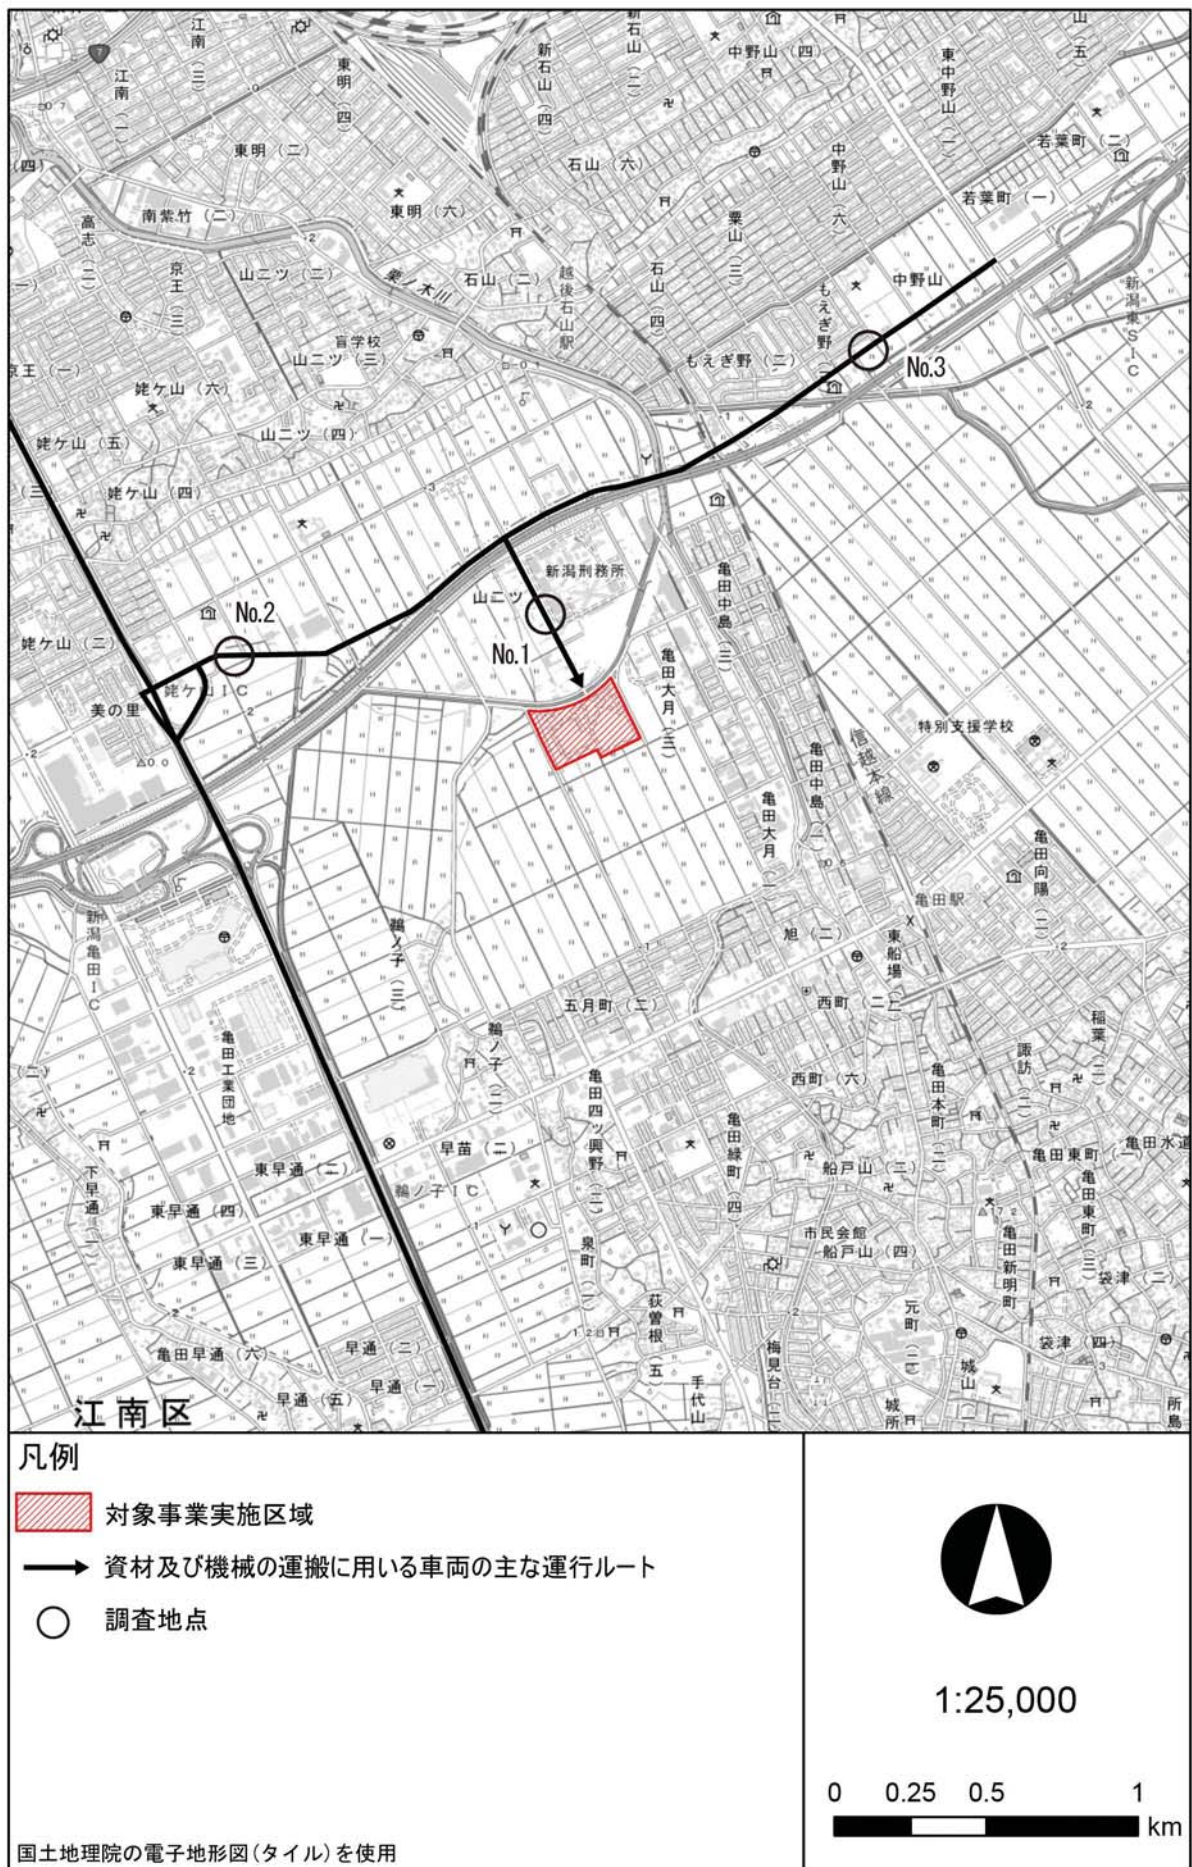 江南（三）
江南（一）
東明（四）
新石山（四）
新石山（二）
中野山（四）
東中野山（一）
若葉町（二）
若葉町（一）
東明（二）
石山（六）
南紫竹（二）
東明（六）
粟山（三）
高志（二）
京王（三）
山二ツ（二）
栗ノ木川
石山（二）
越後石山駅
石山（四）
中野山
もえぎ野
新潟東SIC
盲学校
山二ツ（三）
もえぎ野（二）
No.3
京王（一）
姥ケ山（六）
山二ツ（四）
姥ケ山（五）
姥ケ山（四）
新潟刑務所
山二ツ
亀田中島（三）
No.2
No.1
姥ケ山（二）
姥ケ山IC
美の里
亀田大月（三）
特別支援学校
信越本線
亀田中島（一）
亀田大月（一）
亀田向陽（二）
亀田駅
新潟亀田IC
鵜ノ子（三）
旭（二）
東船場
五月町（二）
西町（二）
鵜ノ子（二）
稲葉（二）
諏訪（二）
亀田工業団地
亀田四ッ興野（二）
西町（六）
亀田本町（二）
亀田緑町（四）
早苗（二）
船戸山（二）
亀田東町（一）
亀田水道
東早通（二）
鵜ノ子IC
下早通（一）
亀田東町（三）
東早通（四）
東早通（一）
市民会館
船戸山（四）
東早通（三）
泉町（二）
亀田新明町
袋津（二）
荻曽根（五）
元町（二）
袋津（四）
亀田早通（六）
早通（二）
梅見台（二）
城山（一）
早通（五）
早通（一）
手代山
城所
所島
江南区
凡例
対象事業実施区域
資材及び機械の運搬に用いる車両の主な運行ルート
調査地点
1:25,000
0 0.25 0.5 1
km
国土地理院の電子地形図（タイル）を使用